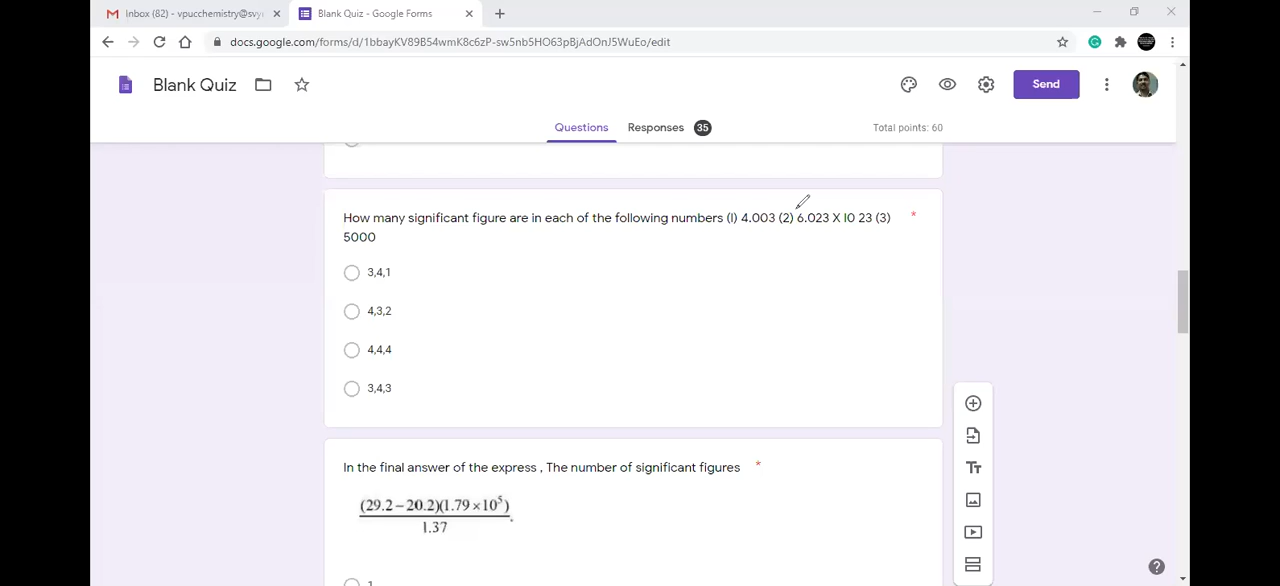 Inbox (82) - vpucchemistry@svy
Blank Quiz - Google Forms
docs.google.com/forms/d/1bbayKV89B54wmK8c6zP-sw5nb5HO63pBjAdOnJ5WuEo/edit
Blank Quiz
Send
Questions
Responses 35
Total points: 60
How many significant figure are in each of the following numbers (I) 4.003 (2) 6.023 X IO 23 (3) *
5000
3,4,1
4,3,2
4,4,4
3,4,3
In the final answer of the express , The number of significant figures *
(29.2−20.2)(1.79×10⁵)
1.37
.
1
Tт